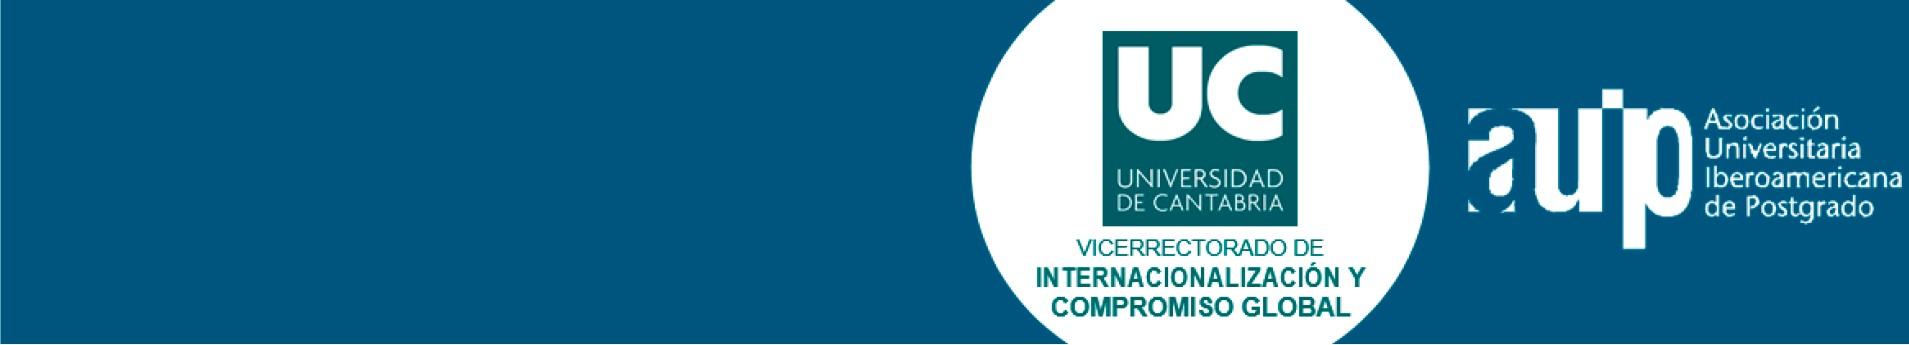 UC
UNIVERSIDAD
DE CANTABRIA
VICERRECTORADO DE
INTERNACIONALIZACIÓN Y
COMPROMISO GLOBAL
auip
Asociación
Universitaria
Iberoamericana
de Postgrado